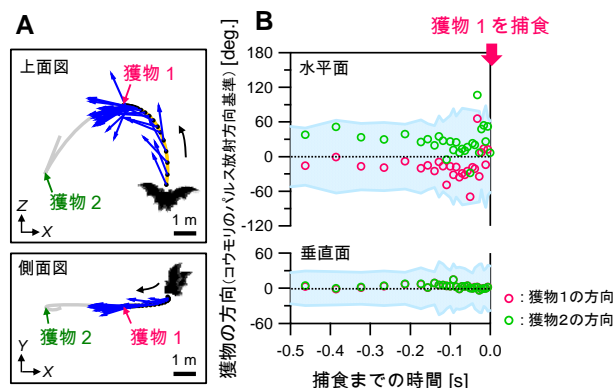 A
上面図
獲物 1
獲物 2
Z
X
1 m
側面図
獲物 2
獲物 1
Y
X
1 m
B
獲物 1 を捕食
獲物の方向(コウモリのパルス放射方向基準) [deg.]
水平面
180
120
60
0
-60
-120
垂直面
60
0
-60
-0.5
-0.4
-0.3
-0.2
-0.1
0.0
捕食までの時間 [s]
: 獲物1の方向
: 獲物2の方向